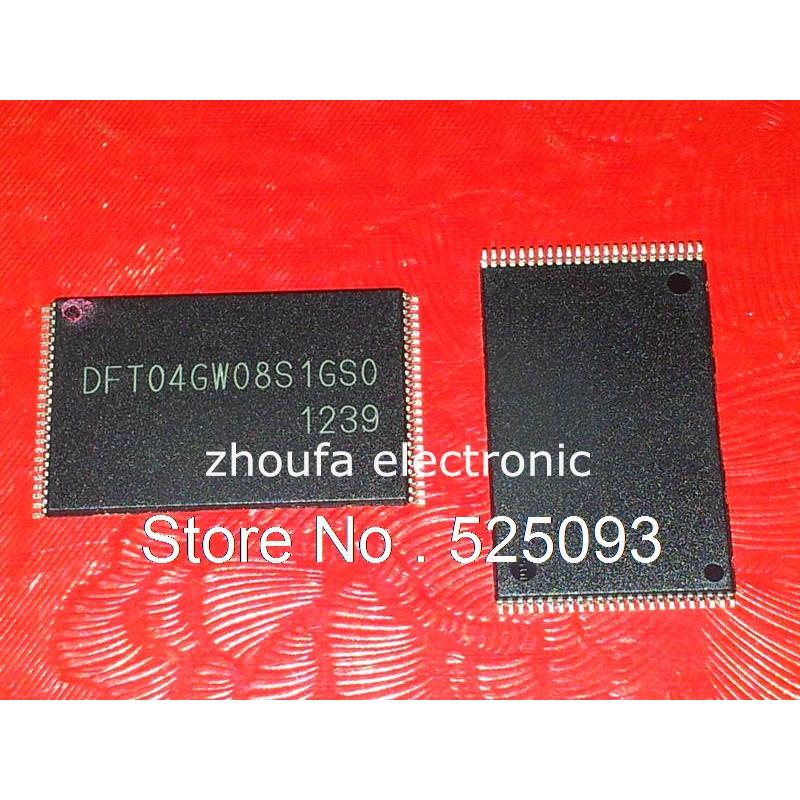 DFT04GW08S1GS0
1239
zhoufa electronic
Store No . 525093